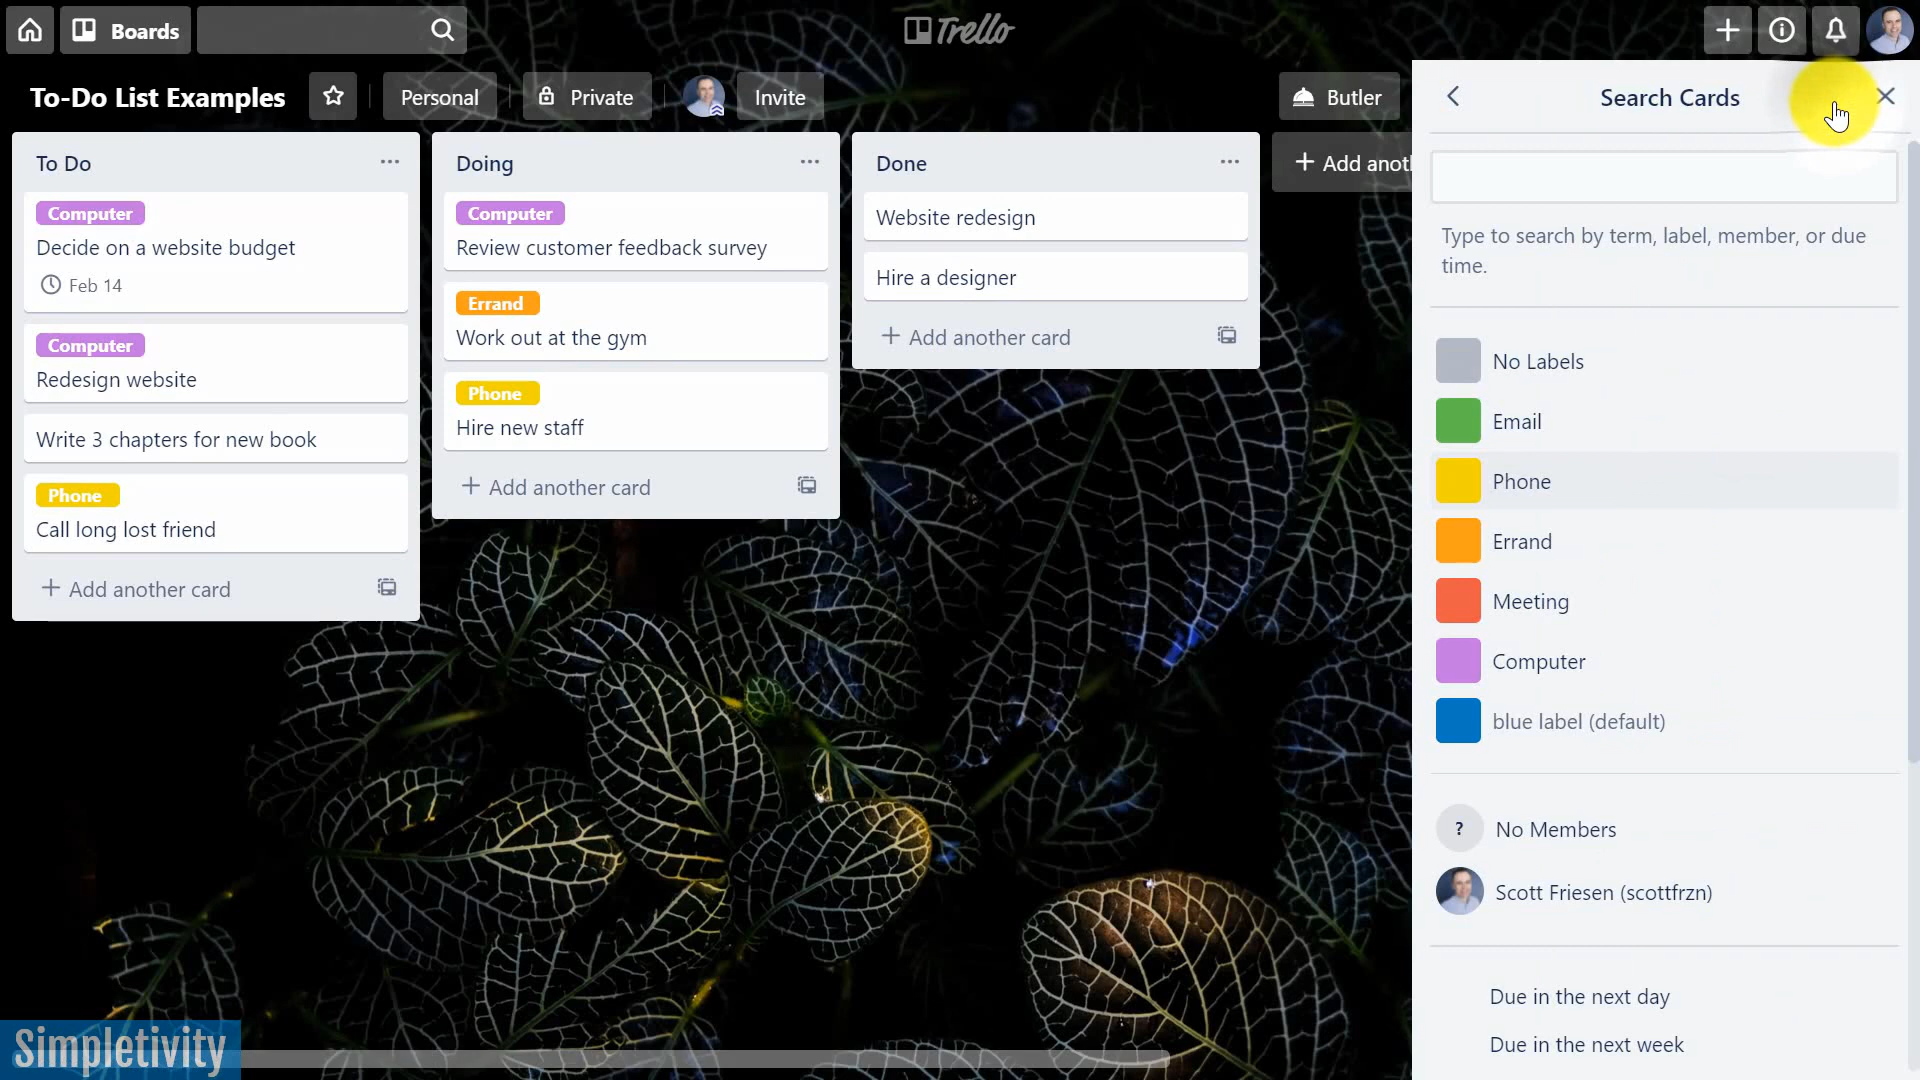 Boards
Trello
To-Do List Examples
Personal
Private
Invite
Butler
To Do
Computer
Decide on a website budget
Feb 14
Computer
Redesign website
Write 3 chapters for new book
Phone
Call long lost friend
+ Add another card
Doing
Computer
Review customer feedback survey
Errand
Work out at the gym
Phone
Hire new staff
+ Add another card
Done
Website redesign
Hire a designer
+ Add another card
+ Add anot
Search Cards
Type to search by term, label, member, or due
time.
No Labels
Email
Phone
Errand
Meeting
Computer
blue label (default)
? No Members
Scott Friesen (scottfrzn)
Due in the next day
Due in the next week
Simpletivity